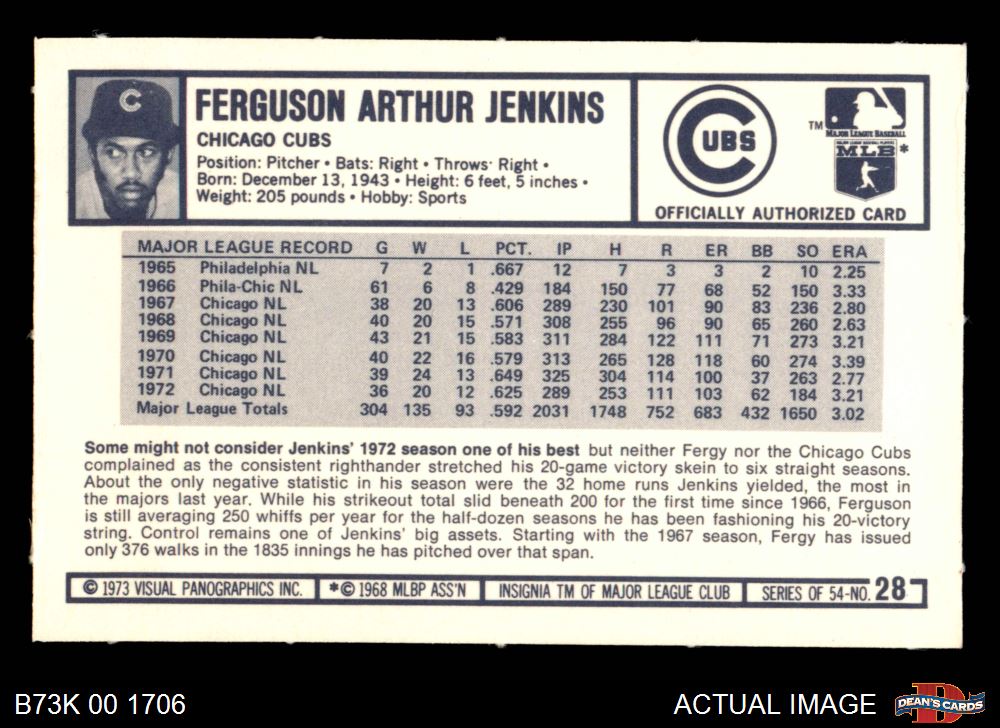 C
FERGUSON ARTHUR JENKINS
CHICAGO CUBS
Position: Pitcher • Bats: Right • Throws: Right •
Born: December 13, 1943 • Height: 6 feet, 5 inches •
Weight: 205 pounds • Hobby: Sports
CUBS
TM MAJOR LEAGUE BASEBALL
MAJOR LEAGUE BASEBALL PLAYERS
MLB *
OFFICIALLY AUTHORIZED CARD
MAJOR LEAGUE RECORD G W L PCT. IP H R ER BB SO ERA
1965 Philadelphia NL 7 2 1 .667 12 7 3 3 2 10 2.25
1966 Phila-Chic NL 61 6 8 .429 184 150 77 68 52 150 3.33
1967 Chicago NL 38 20 13 .606 289 230 101 90 83 236 2.80
1968 Chicago NL 40 20 15 .571 308 255 96 90 65 260 2.63
1969 Chicago NL 43 21 15 .583 311 284 122 111 71 273 3.21
1970 Chicago NL 40 22 16 .579 313 265 128 118 60 274 3.39
1971 Chicago NL 39 24 13 .649 325 304 114 100 37 263 2.77
1972 Chicago NL 36 20 12 .625 289 253 111 103 62 184 3.21
Major League Totals 304 135 93 .592 2031 1748 752 683 432 1650 3.02
Some might not consider Jenkins' 1972 season one of his best but neither Fergy nor the Chicago Cubs
complained as the consistent righthander stretched his 20-game victory skein to six straight seasons.
About the only negative statistic in his season were the 32 home runs Jenkins yielded, the most in
the majors last year. While his strikeout total slid beneath 200 for the first time since 1966, Ferguson
is still averaging 250 whiffs per year for the half-dozen seasons he has been fashioning his 20-victory
string. Control remains one of Jenkins' big assets. Starting with the 1967 season, Fergy has issued
only 376 walks in the 1835 innings he has pitched over that span.
© 1973 VISUAL PANOGRAPHICS INC. *© 1968 MLBP ASS'N INSIGNIA TM OF MAJOR LEAGUE CLUB SERIES OF 54-NO. 28
B73K 00 1706 ACTUAL IMAGE DEAN'S CARDS